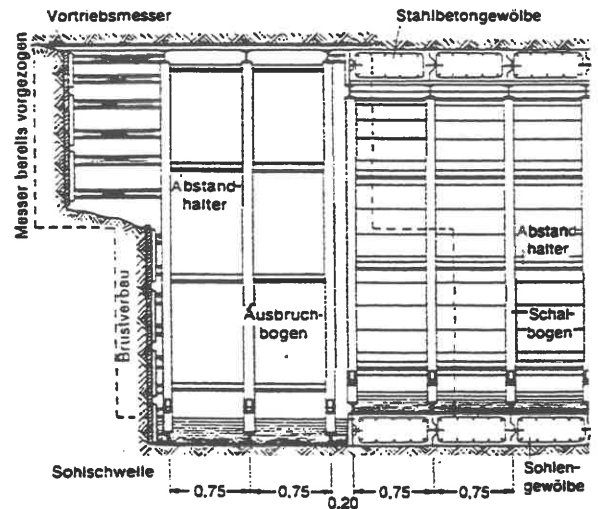 Vortriebsmesser
Stahlbetongewölbe
Messer bereits vorgezogen
Abstand-
halter
Abstand
halter
Brustverbau
Ausbruch-
bogen
Schal-
bogen
Sohlschwelle
Sohlen-
gewölbe
0,75
0,75
0,20
0,75
0,75